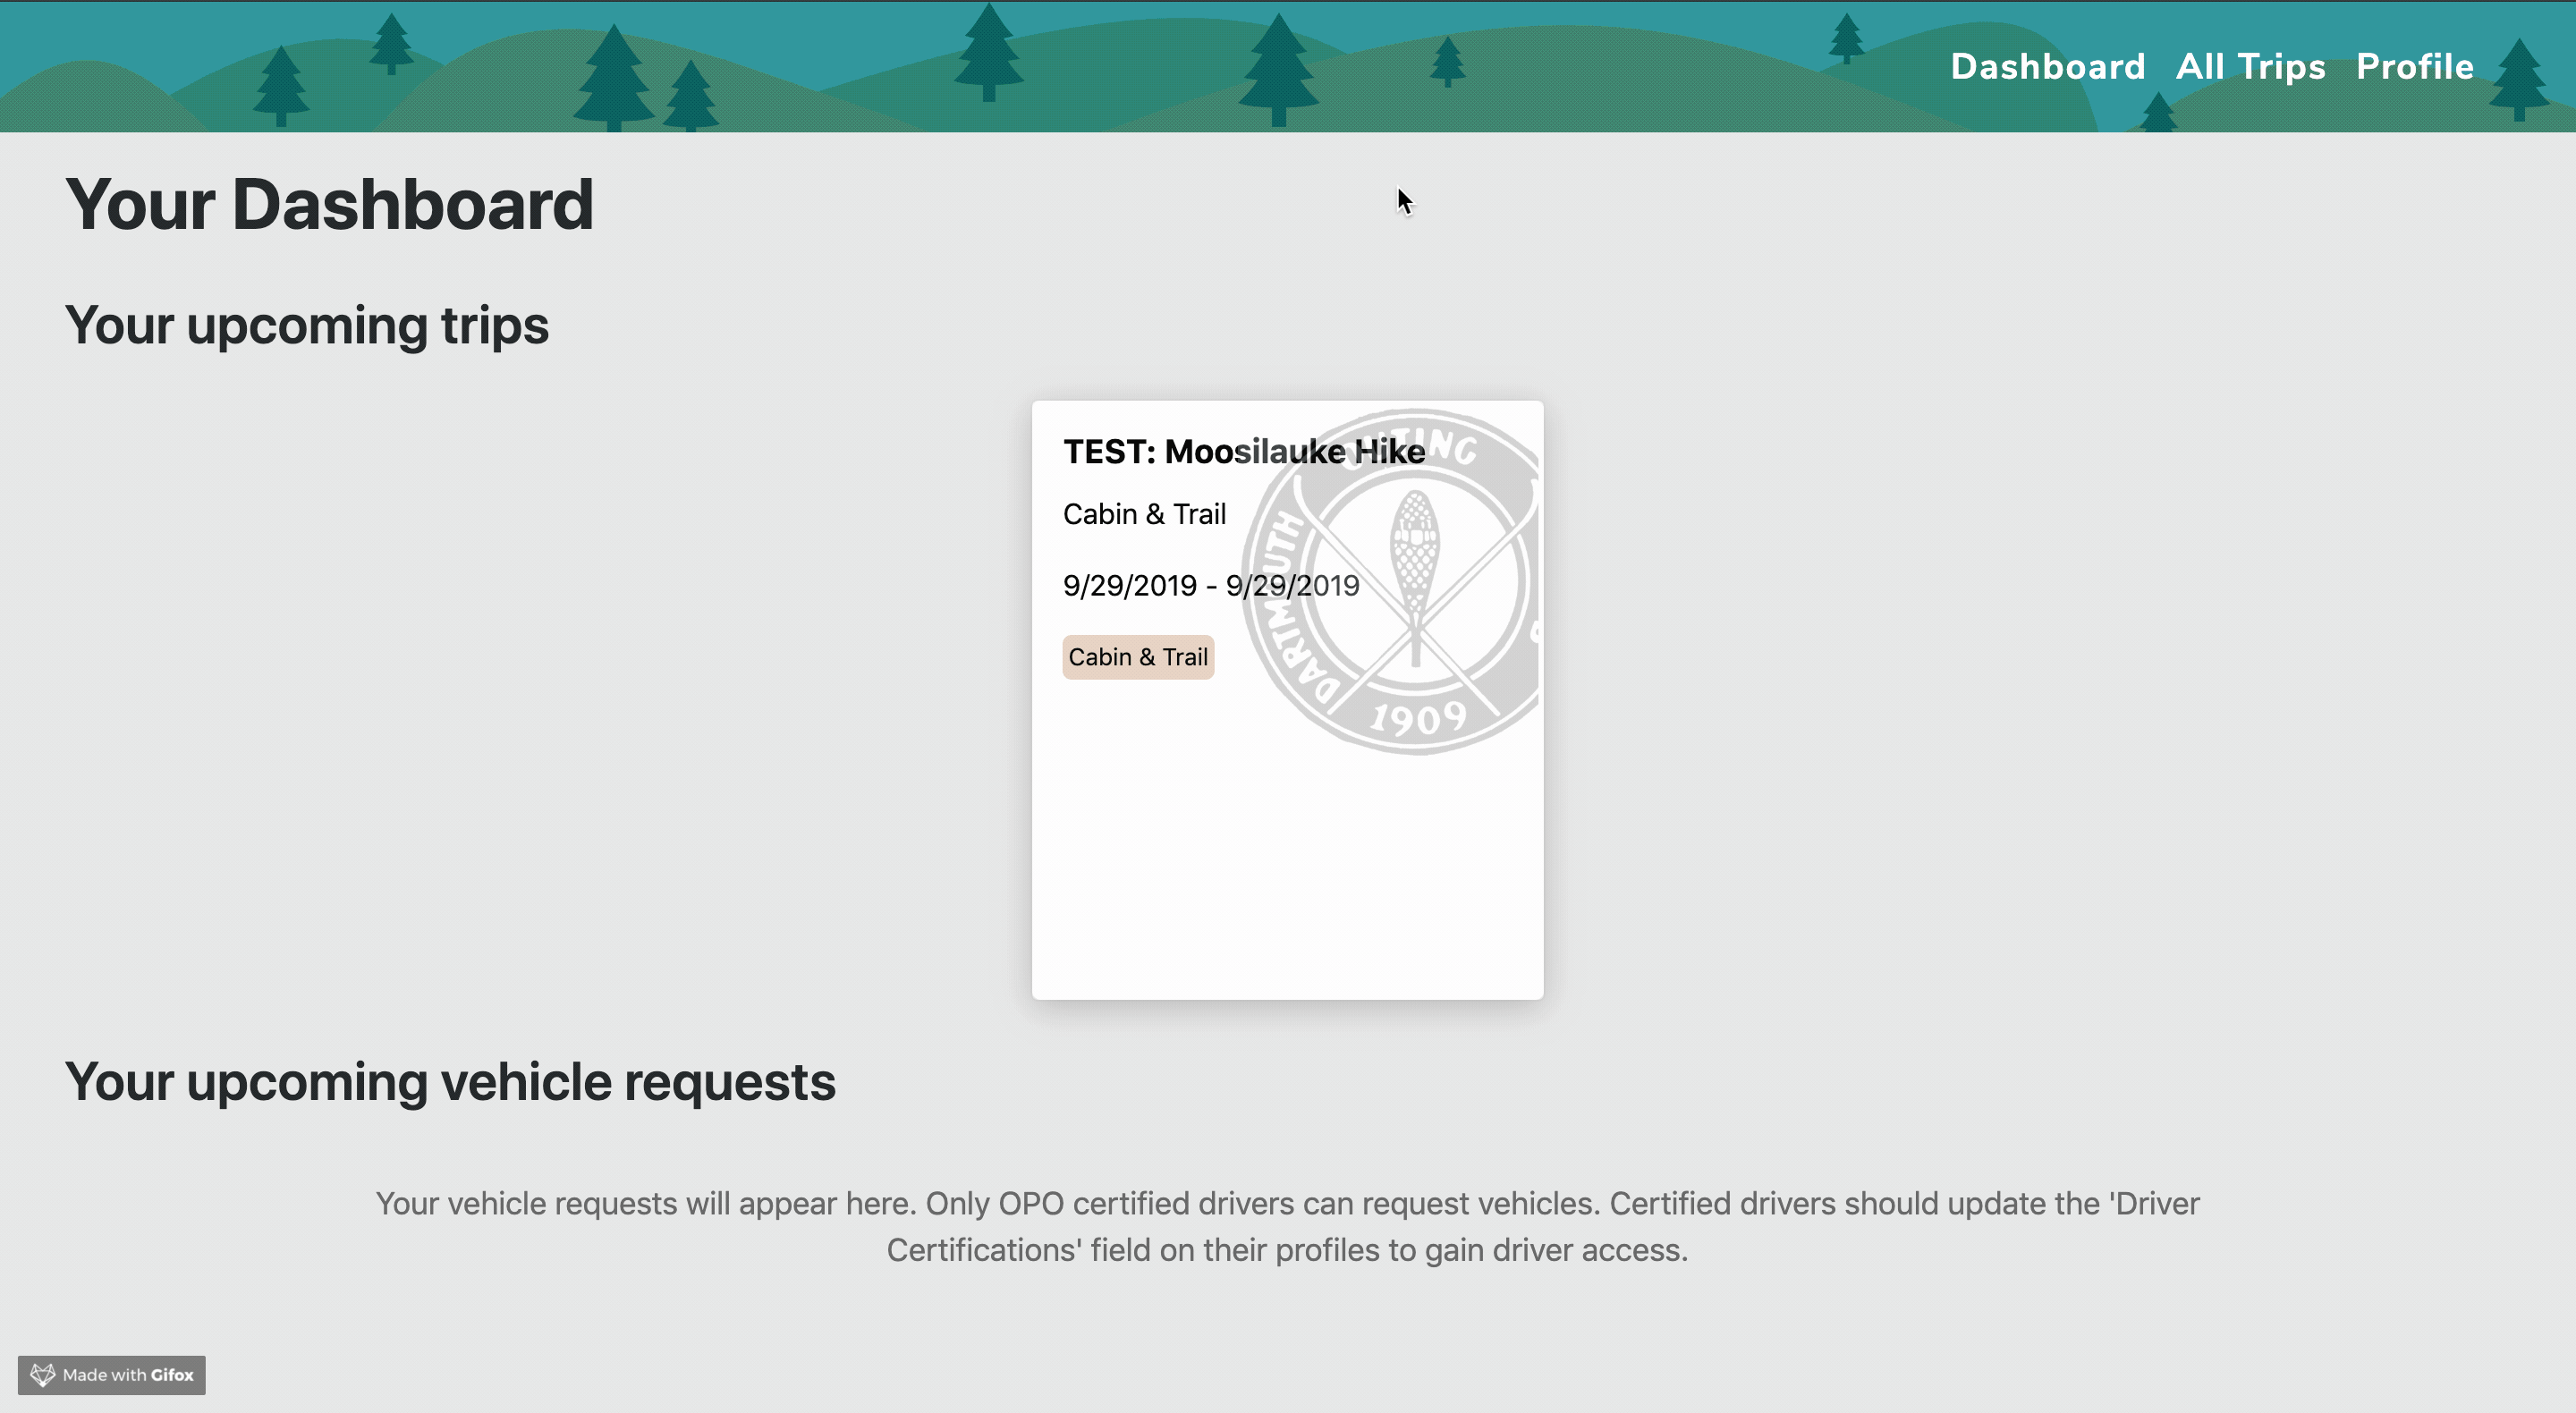 Dashboard All Trips Profile
Your Dashboard
Your upcoming trips
TEST: Moosilauke Hike
Cabin & Trail
9/29/2019 - 9/29/2019
Cabin & Trail
DARTMOUTH
OUTING
1909
Your upcoming vehicle requests
Your vehicle requests will appear here. Only OPO certified drivers can request vehicles. Certified drivers should update the 'Driver
Certifications' field on their profiles to gain driver access.
Made with Gifox